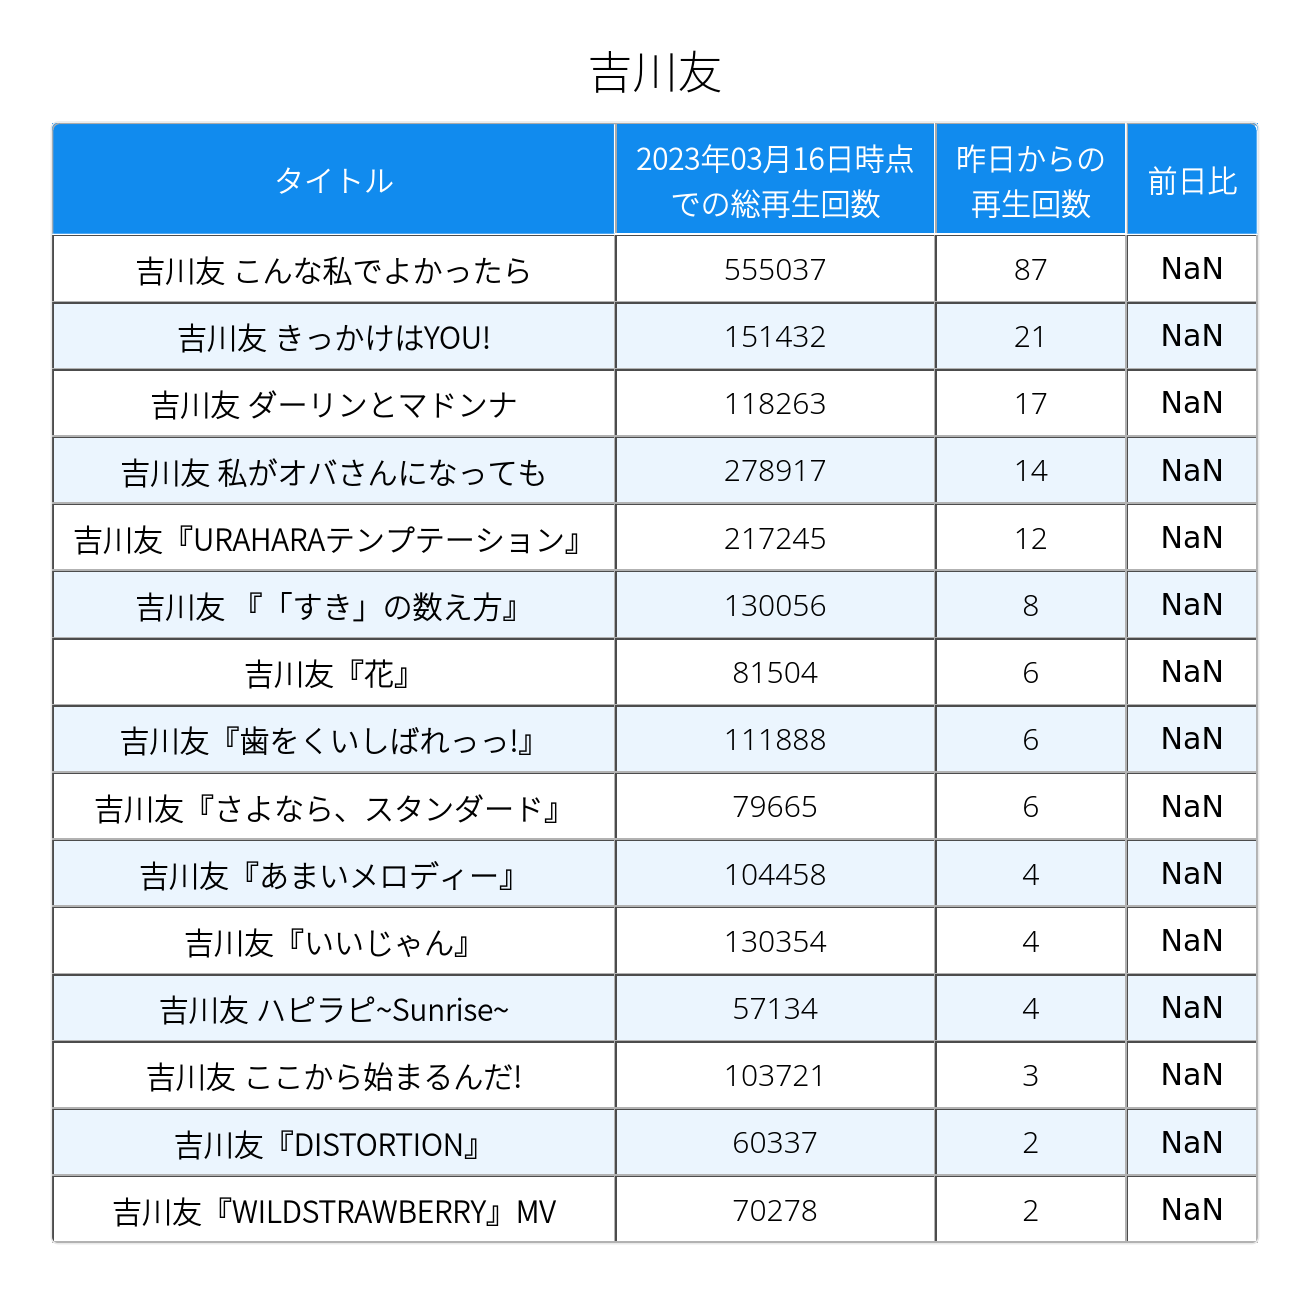 吉川友
タイトル 2023年03月16日時点 昨日からの 前日比
での総再生回数 再生回数
吉川友 こんな私でよかったら 555037 87 NaN
吉川友 きっかけはYOU! 151432 21 NaN
吉川友 ダーリンとマドンナ 118263 17 NaN
吉川友 私がオバさんになっても 278917 14 NaN
吉川友『URAHARAテンプテーション』 217245 12 NaN
吉川友 『「すき」の数え方』 130056 8 NaN
吉川友『花』 81504 6 NaN
吉川友『歯をくいしばれっっ!』 111888 6 NaN
吉川友『さよなら、スタンダード』 79665 6 NaN
吉川友『あまいメロディー』 104458 4 NaN
吉川友『いいじゃん』 130354 4 NaN
吉川友 ハピラピ~Sunrise~ 57134 4 NaN
吉川友 ここから始まるんだ! 103721 3 NaN
吉川友『DISTORTION』 60337 2 NaN
吉川友『WILDSTRAWBERRY』MV 70278 2 NaN